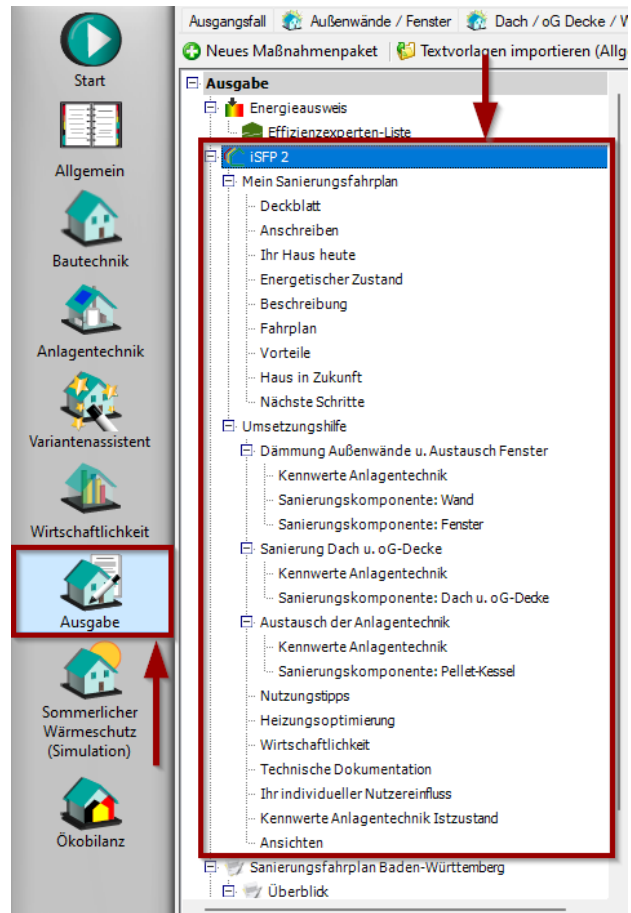 Ausgangsfall Außenwände / Fenster Dach / oG Decke /
Neues Maßnahmenpaket Textvorlagen importieren
Start
Allgemein
Bautechnik
Anlagentechnik
Variantenassistent
Wirtschaftlichkeit
Ausgabe
Sommerlicher
Wärmeschutz
(Simulation)
Ökobilanz
Ausgabe
Energieausweis
Effizienzexperten-Liste
iSFP 2
Mein Sanierungsfahrplan
Deckblatt
Anschreiben
Ihr Haus heute
Energetischer Zustand
Beschreibung
Fahrplan
Vorteile
Haus in Zukunft
Nächste Schritte
Umsetzungshilfe
Dämmung Außenwände u. Austausch Fenster
Kennwerte Anlagentechnik
Sanierungskomponente: Wand
Sanierungskomponente: Fenster
Sanierung Dach u. oG-Decke
Kennwerte Anlagentechnik
Sanierungskomponente: Dach u. oG-Decke
Austausch der Anlagentechnik
Kennwerte Anlagentechnik
Sanierungskomponente: Pellet-Kessel
Nutzungstipps
Heizungsoptimierung
Wirtschaftlichkeit
Technische Dokumentation
Ihr individueller Nutzereinfluss
Kennwerte Anlagentechnik Istzustand
Ansichten
Sanierungsfahrplan Baden-Württemberg
Überblick